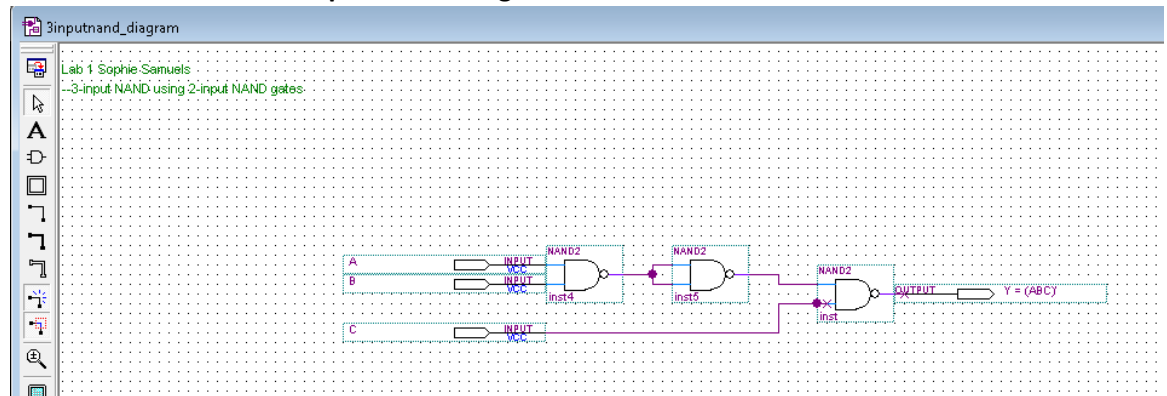 3inputnand_diagram
Lab 1 Sophie Samuels
--3-input NAND using 2-input NAND gates
A
INPUT
VCC
B
INPUT
VCC
NAND2
inst4
NAND2
inst5
C
INPUT
VCC
NAND2
inst
OUTPUT
Y = (ABC)'
A